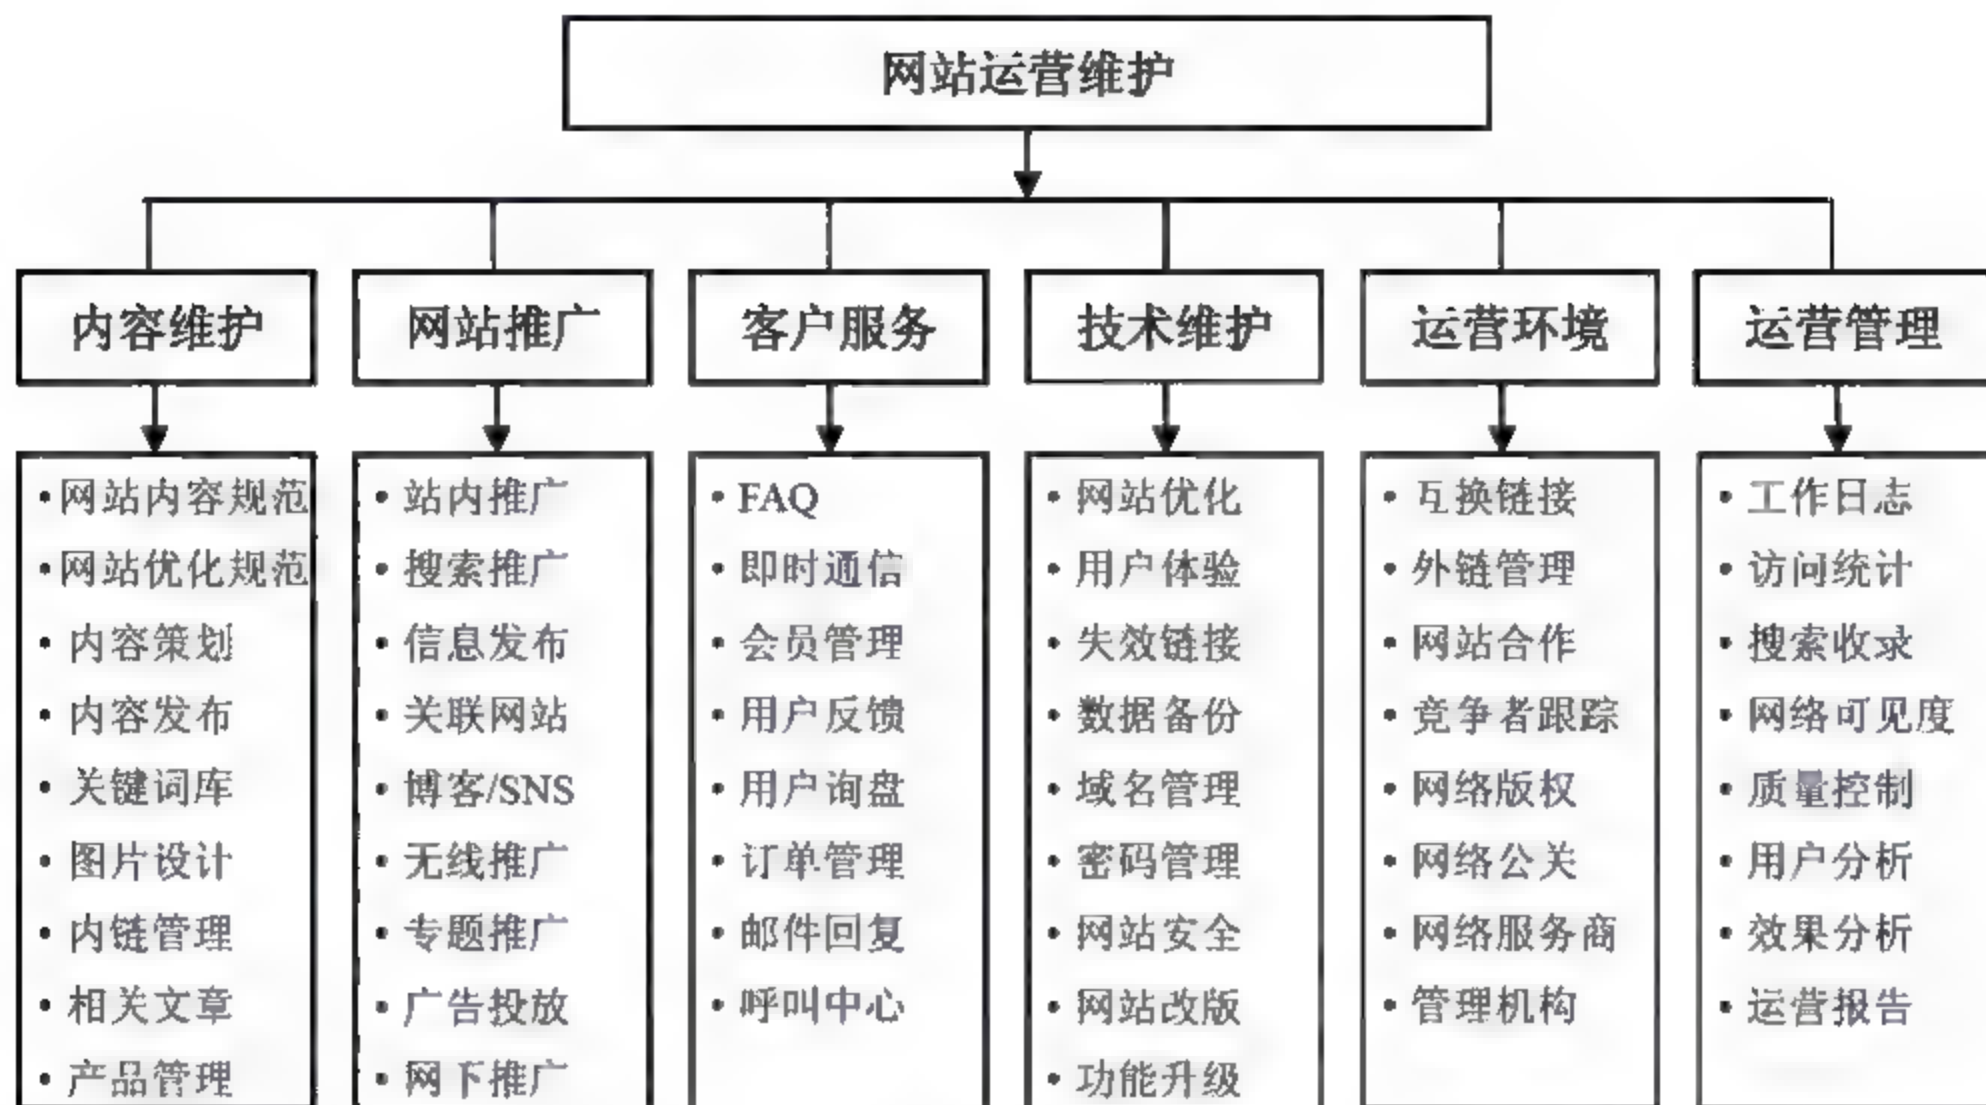 网站运营维护
内容维护
网站推广
客户服务
技术维护
运营环境
运营管理
•网站内容规范
•网站优化规范
• 内容策划
• 内容发布
• 关键词库
• 图片设计
• 内链管理
• 相关文章
• 产品管理
• 站内推广
• 搜索推广
• 信息发布
• 关联网站
• 博客/SNS
• 无线推广
• 专题推广
• 广告投放
• 网下推广
• FAQ
• 即时通信
• 会员管理
• 用户反馈
• 用户询盘
• 订单管理
• 邮件回复
• 呼叫中心
• 网站优化
• 用户体验
• 失效链接
• 数据备份
• 域名管理
• 密码管理
• 网站安全
• 网站改版
• 功能升级
• 互换链接
• 外链管理
• 网站合作
• 竞争者跟踪
• 网络版权
• 网络公关
• 网络服务商
• 管理机构
• 工作日志
• 访问统计
• 搜索收录
• 网络可见度
• 质量控制
• 用户分析
• 效果分析
• 运营报告